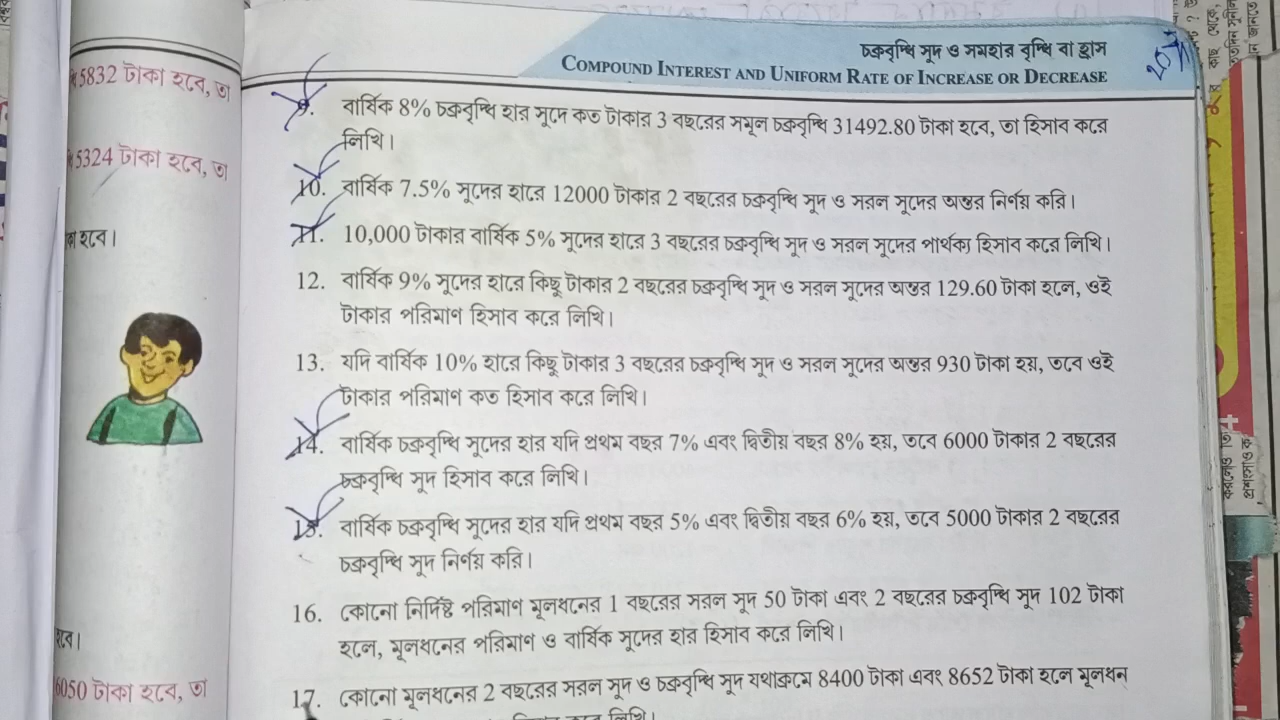 চক্রবৃদ্ধি সুদ ও সমহার বৃদ্ধি বা হ্রাস
COMPOUND INTEREST AND UNIFORM RATE OF INCREASE OR DECREASE
5832 টাকা হবে, তা
5324 টাকা হবে, তা
হবে।
6050 টাকা হবে, তা
9. বার্ষিক 8% চক্রবৃদ্ধি হার সুদে কত টাকার 3 বছরের সমূল চক্রবৃদ্ধি 31492.80 টাকা হবে, তা হিসাব করে
লিখি।
10. বার্ষিক 7.5% সুদের হারে 12000 টাকার 2 বছরের চক্রবৃদ্ধি সুদ ও সরল সুদের অন্তর নির্ণয় করি।
11. 10,000 টাকার বার্ষিক 5% সুদের হারে 3 বছরের চক্রবৃদ্ধি সুদ ও সরল সুদের পার্থক্য হিসাব করে লিখি।
12. বার্ষিক 9% সুদের হারে কিছু টাকার 2 বছরের চক্রবৃদ্ধি সুদ ও সরল সুদের অন্তর 129.60 টাকা হলে, ওই
টাকার পরিমাণ হিসাব করে লিখি।
13. যদি বার্ষিক 10% হারে কিছু টাকার 3 বছরের চক্রবৃদ্ধি সুদ ও সরল সুদের অন্তর 930 টাকা হয়, তবে ওই
টাকার পরিমাণ কত হিসাব করে লিখি।
14. বার্ষিক চক্রবৃদ্ধি সুদের হার যদি প্রথম বছর 7% এবং দ্বিতীয় বছর 8% হয়, তবে 6000 টাকার 2 বছরের
চক্রবৃদ্ধি সুদ হিসাব করে লিখি।
15. বার্ষিক চক্রবৃদ্ধি সুদের হার যদি প্রথম বছর 5% এবং দ্বিতীয় বছর 6% হয়, তবে 5000 টাকার 2 বছরের
চক্রবৃদ্ধি সুদ নির্ণয় করি।
16. কোনো নির্দিষ্ট পরিমাণ মূলধনের 1 বছরের সরল সুদ 50 টাকা এবং 2 বছরের চক্রবৃদ্ধি সুদ 102 টাকা
হলে, মূলধনের পরিমাণ ও বার্ষিক সুদের হার হিসাব করে লিখি।
17. কোনো মূলধনের 2 বছরের সরল সুদ ও চক্রবৃদ্ধি সুদ যথাক্রমে 8400 টাকা এবং 8652 টাকা হলে মূলধন
লিখি।